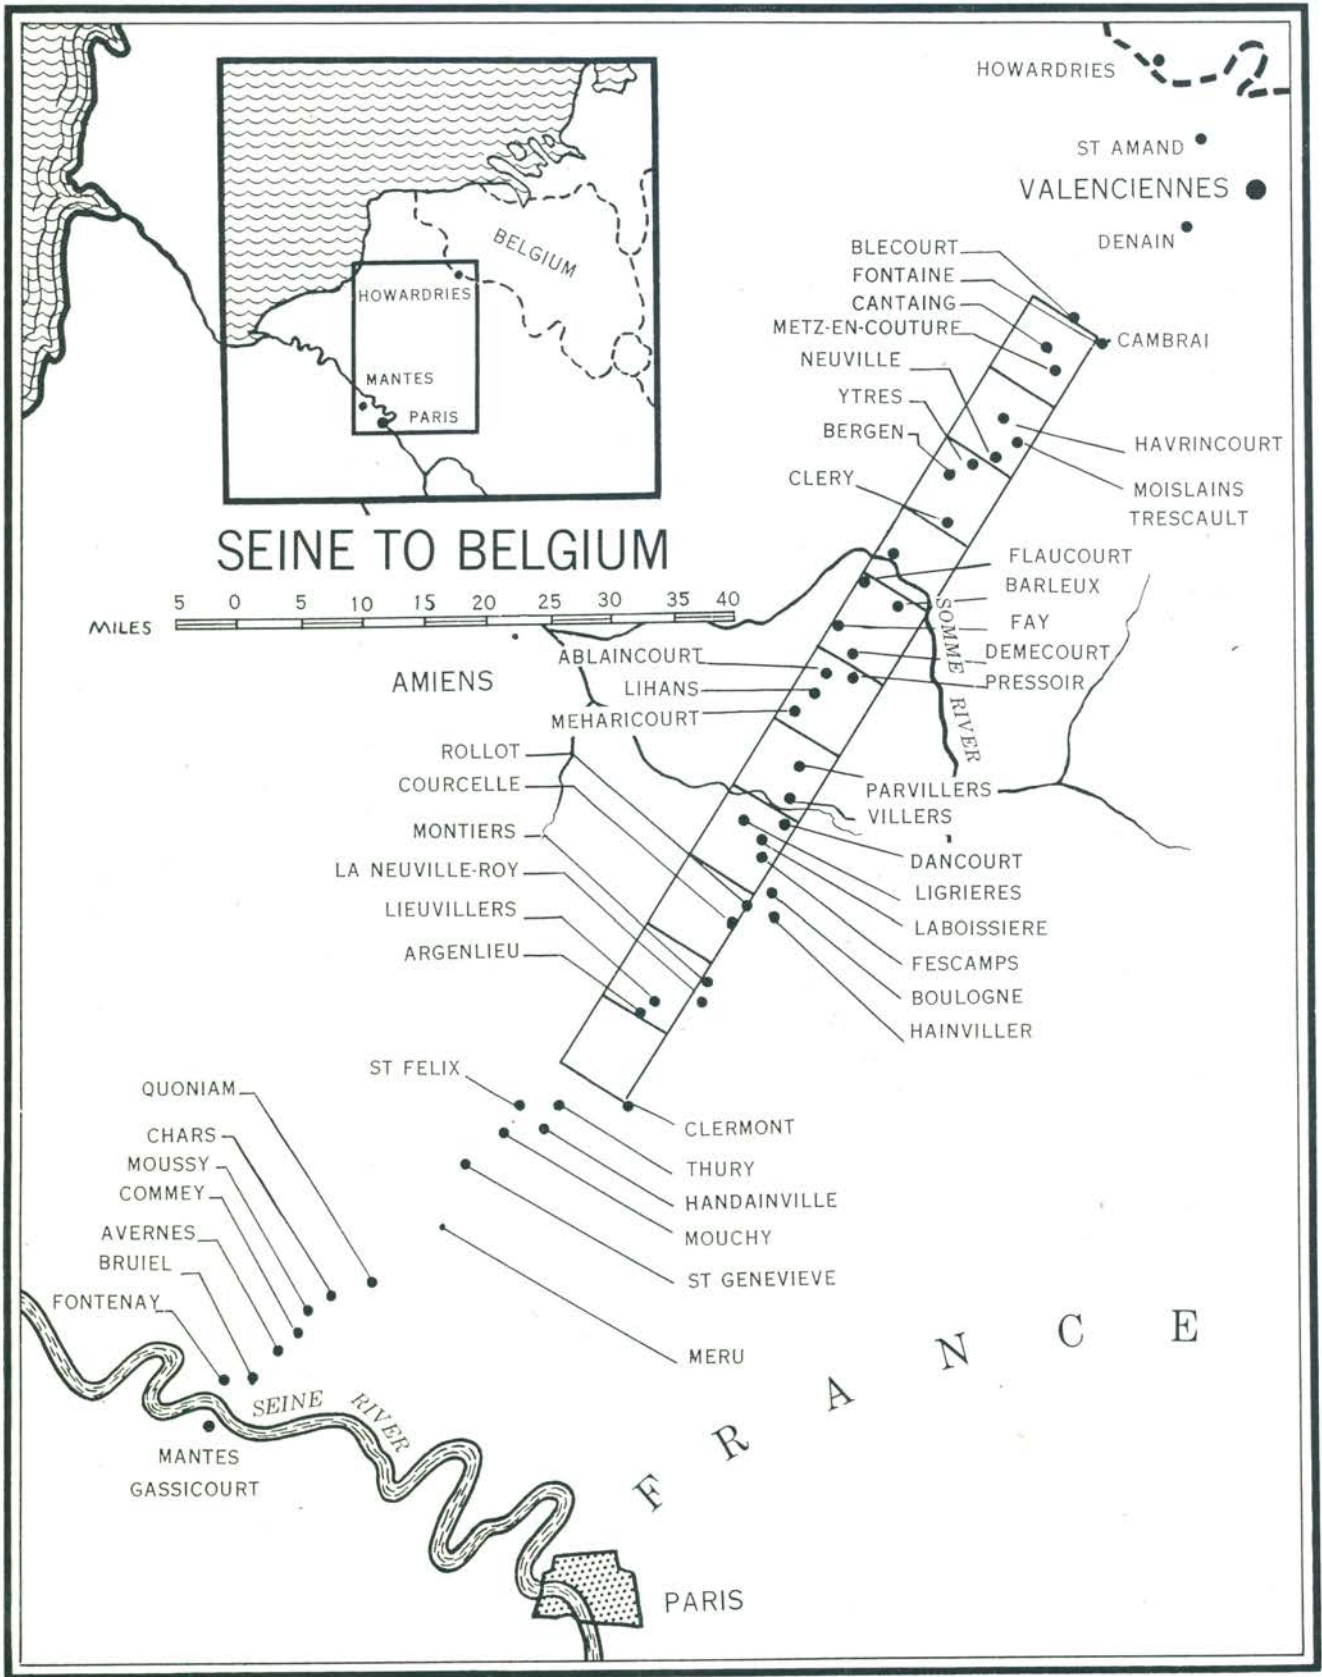 HOWARDRIES
ST AMAND
VALENCIENNES
DENAIN
BELGIUM
HOWARDRIES
MANTES
PARIS
SEINE TO BELGIUM
5 0 5 10 15 20 25 30 35 40
MILES
BLECOURT
FONTAINE
CANTAING
METZ-EN-COUTURE
NEUVILLE
YTRES
BERGEN
CLERY
CAMBRAI
HAVRINCOURT
MOISLAINS
TRESCAULT
FLAUCOURT
BARLEUX
FAY
DEMECOURT
PRESSOIR
SOMME RIVER
AMIENS
ABLAINCOURT
LIHANS
MEHARICOURT
ROLLOT
COURCELLE
MONTIERS
LA NEUVILLE-ROY
LIEUVILLERS
ARGENLIEU
PARVILLERS
VILLERS
DANCOURT
LIGRIERES
LABOISSIERE
FESCAMPS
BOULOGNE
HAINVILLER
ST FELIX
QUONIAM
CHARS
MOUSSY
COMMEY
AVERNES
BRUIEL
FONTENAY
CLERMONT
THURY
HANDAINVILLE
MOUCHY
ST GENEVIEVE
MERU
FRANCE
SEINE RIVER
MANTES
GASSICOURT
PARIS